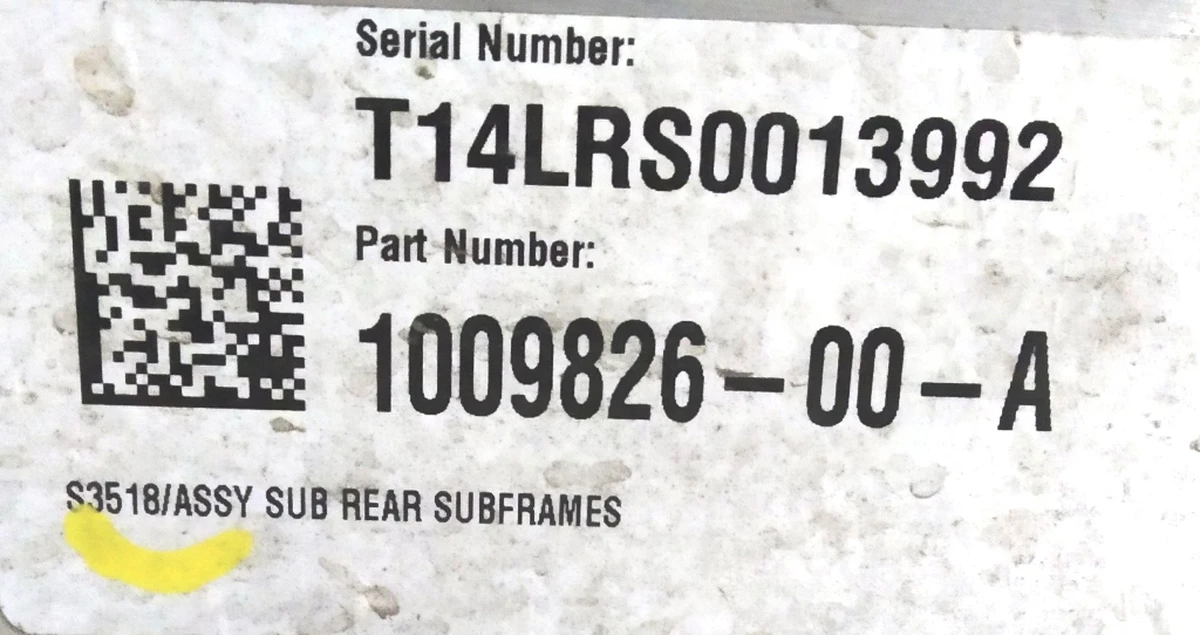 Serial Number:
T14LRS0013992
Part Number:
1009826-00-A
S3518/ASSY SUB REAR SUBFRAMES